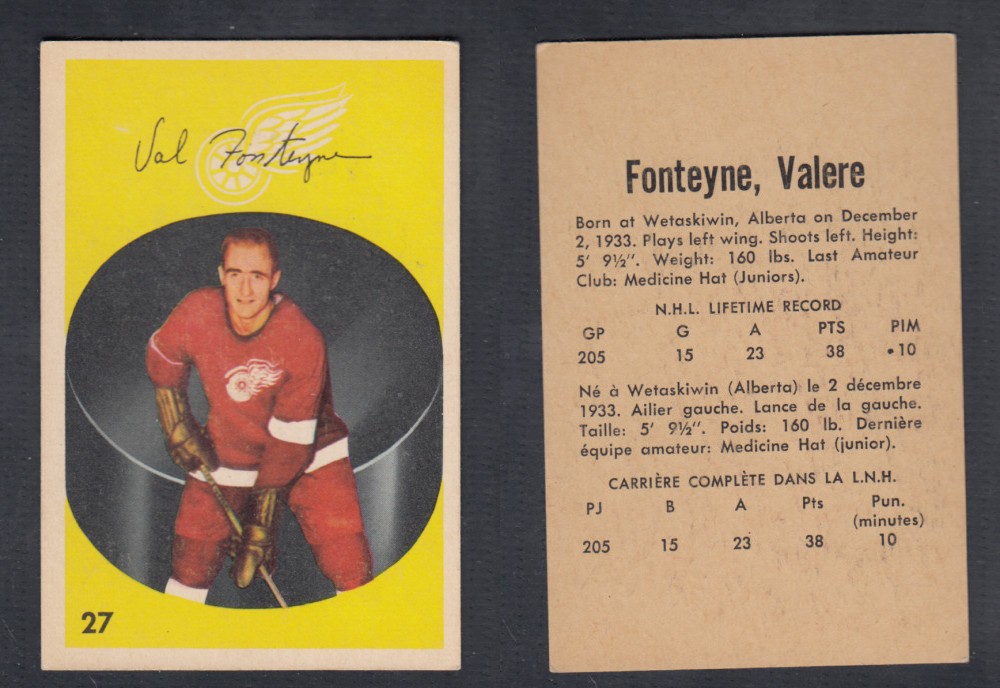 Val Fonteyne
27
Fonteyne, Valere
Born at Wetaskiwin, Alberta on December
2, 1933. Plays left wing. Shoots left. Height:
5' 9½". Weight: 160 lbs. Last Amateur
Club: Medicine Hat (Juniors).
N.H.L. LIFETIME RECORD
GP G A PTS PIM
205 15 23 38 •10
Né à Wetaskiwin (Alberta) le 2 décembre
1933. Ailier gauche. Lance de la gauche.
Taille: 5' 9½". Poids: 160 lb. Dernière
équipe amateur: Medicine Hat (junior).
CARRIÈRE COMPLÈTE DANS LA L.N.H.
PJ B A Pts Pun.
(minutes)
205 15 23 38 10